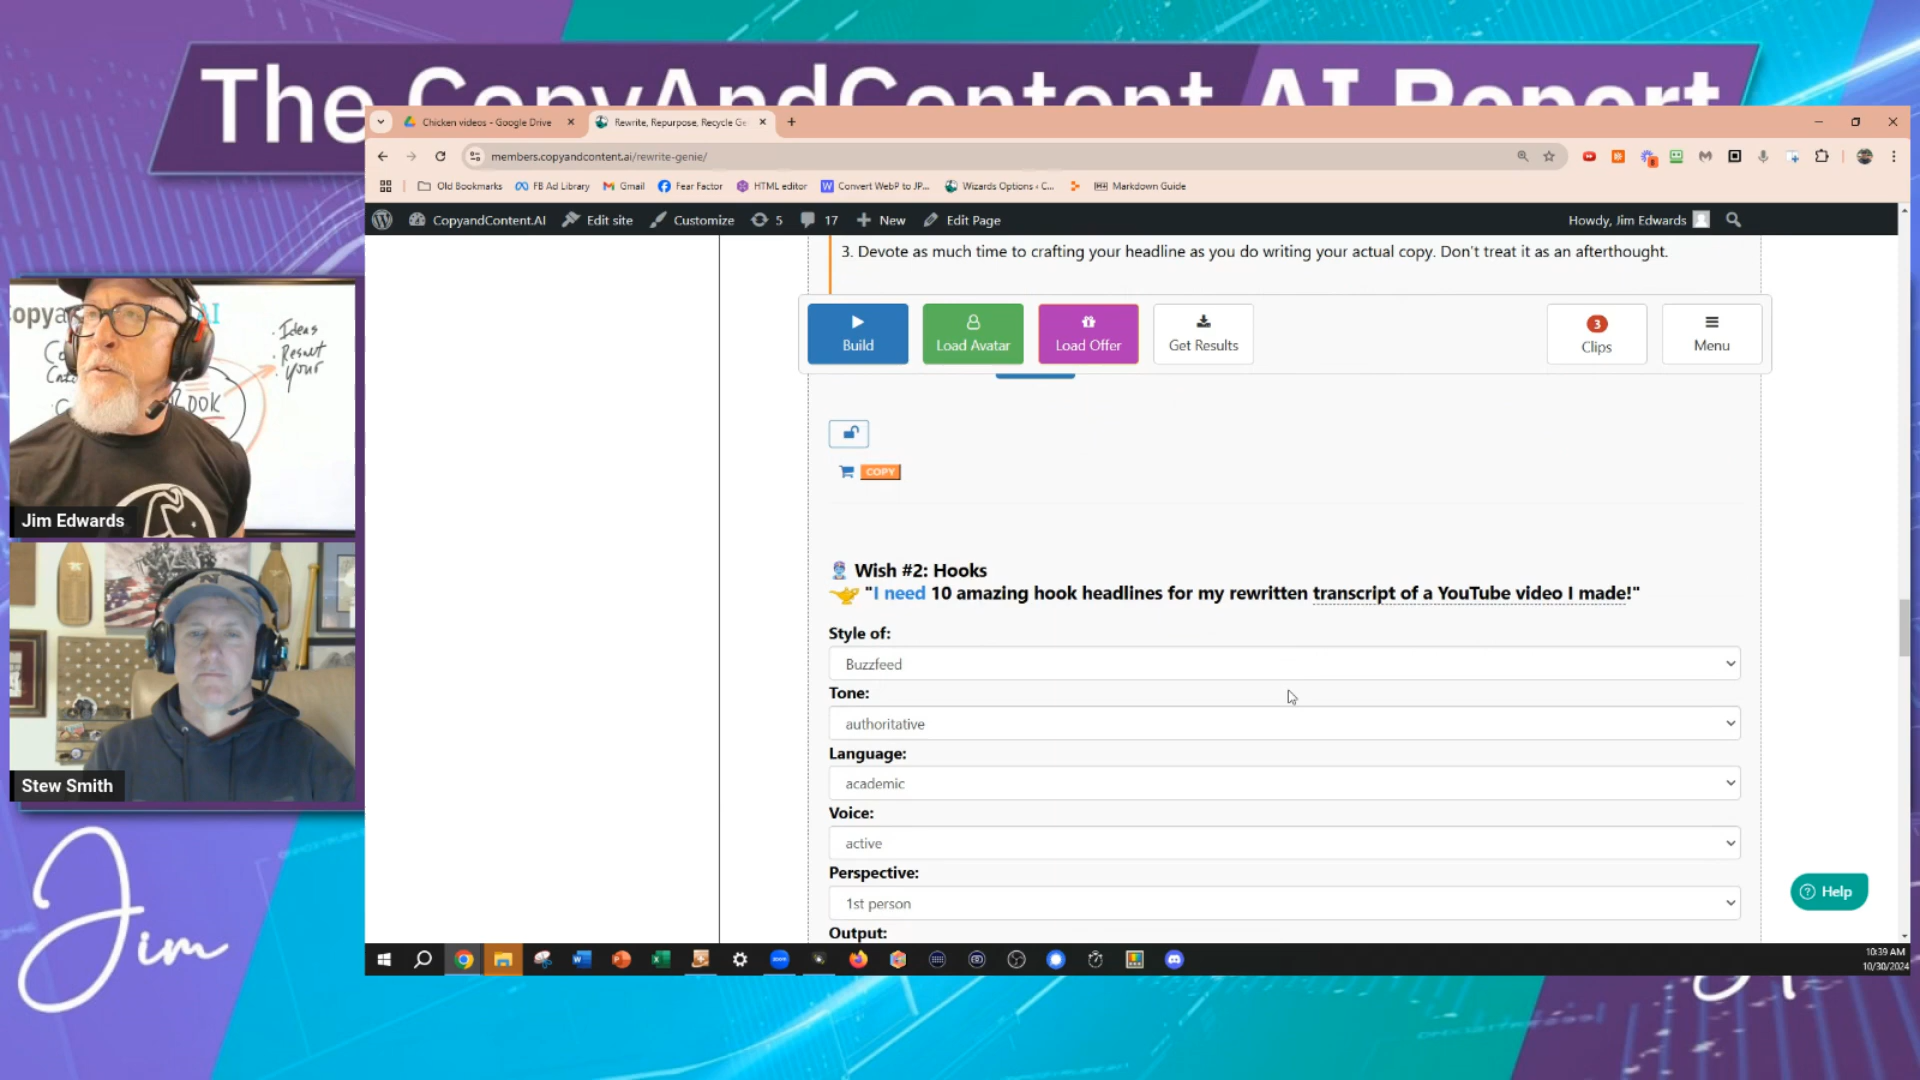 The CopyAndContent AI Report
Chicken videos - Google Drive
Rewrite, Repurpose, Recycle Ge
members.copyandcontent.ai/rewrite-genie/
Old Bookmarks
FB Ad Library
Gmail
Fear Factor
HTML editor
Convert WebP to JP...
Wizards Options ‹ C...
Markdown Guide
CopyandContent.AI
Edit site
Customize
5
17
New
Edit Page
Howdy, Jim Edwards
3. Devote as much time to crafting your headline as you do writing your actual copy. Don't treat it as an afterthought.
Build
Load Avatar
Load Offer
Get Results
3
Clips
Menu
COPY
Wish #2: Hooks
"I need 10 amazing hook headlines for my rewritten transcript of a YouTube video I made!"
Style of:
Buzzfeed
Tone:
authoritative
Language:
academic
Voice:
active
Perspective:
1st person
Output:
Help
10:39 AM
10/30/2024
opya
AI
Ideas
Result
Your
Book
Jim Edwards
Stew Smith
Jim